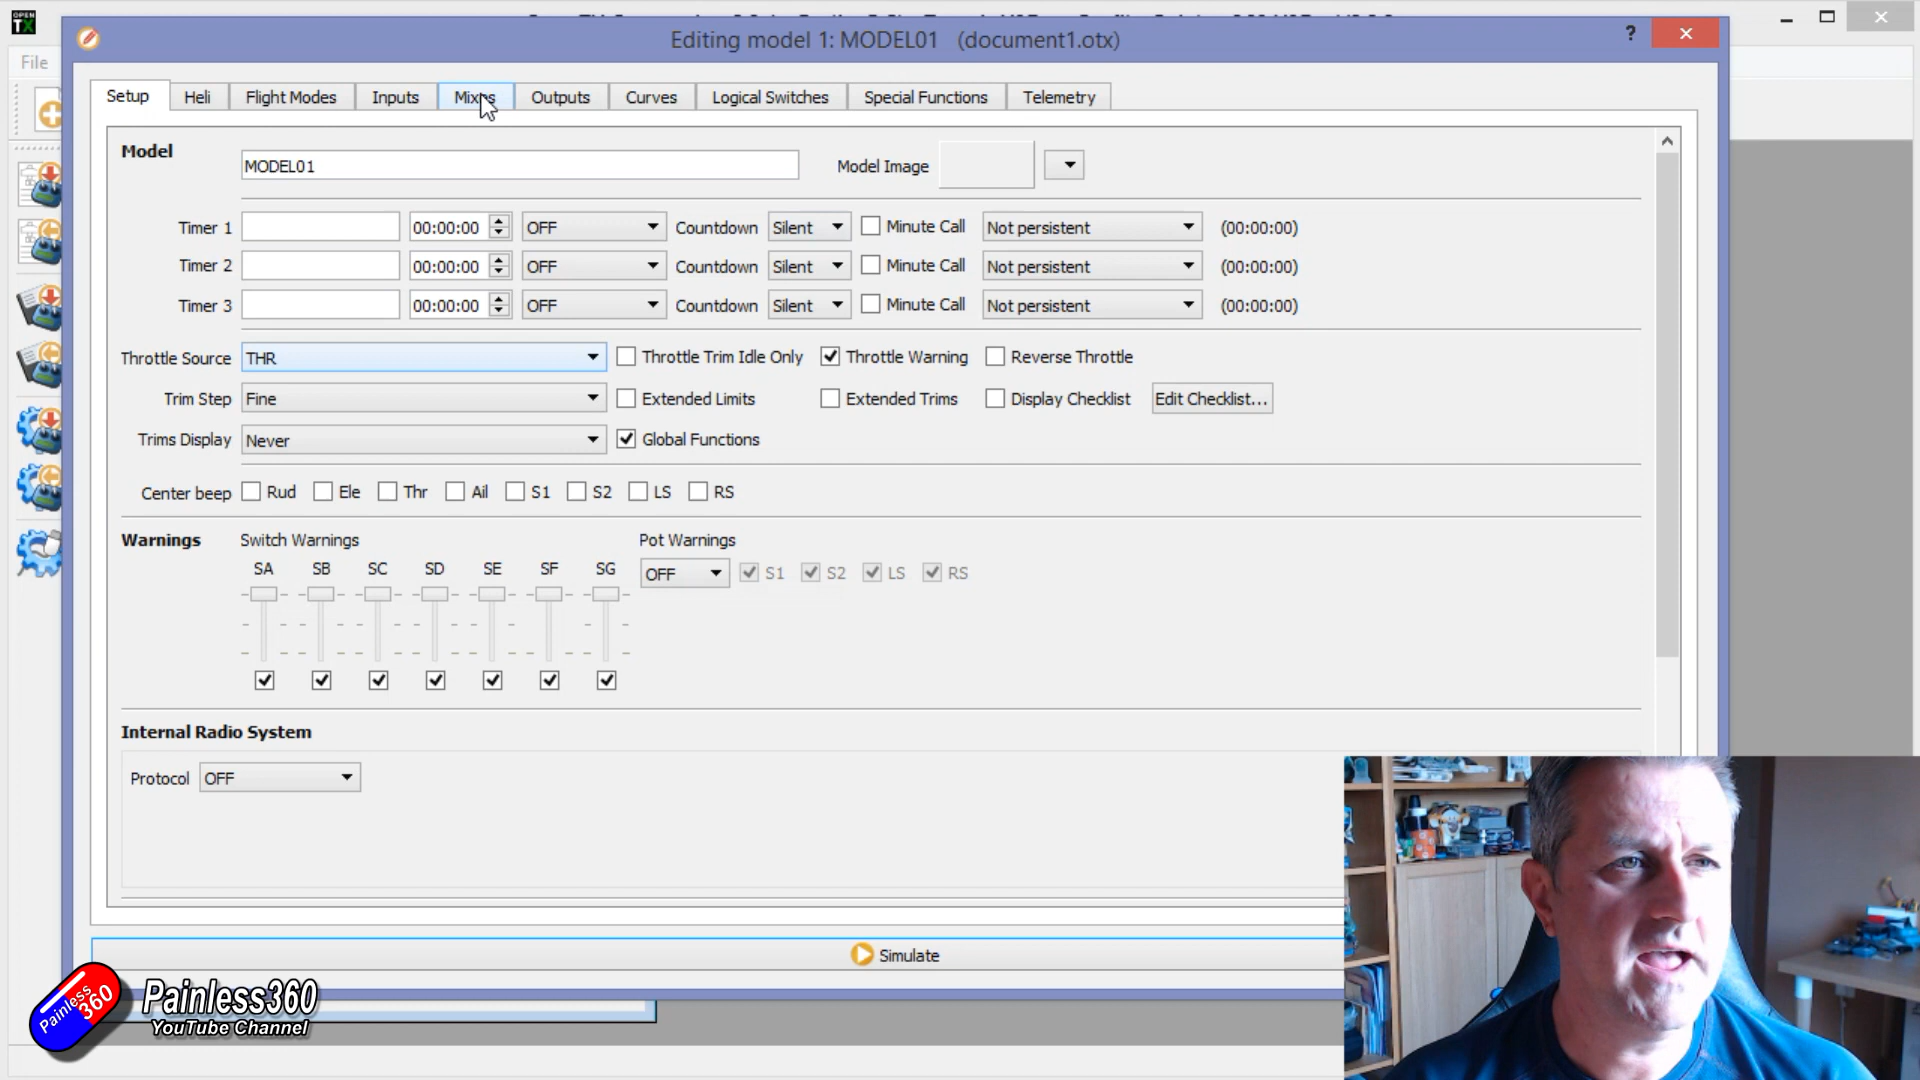 OPEN
TX
Editing model 1: MODEL01 (document1.otx)
?
File
Setup
Heli
Flight Modes
Inputs
Mixes
Outputs
Curves
Logical Switches
Special Functions
Telemetry
Model
MODEL01
Model Image
Timer 1 00:00:00 OFF Countdown Silent Minute Call Not persistent (00:00:00)
Timer 2 00:00:00 OFF Countdown Silent Minute Call Not persistent (00:00:00)
Timer 3 00:00:00 OFF Countdown Silent Minute Call Not persistent (00:00:00)
Throttle Source THR Throttle Trim Idle Only Throttle Warning Reverse Throttle
Trim Step Fine Extended Limits Extended Trims Display Checklist Edit Checklist...
Trims Display Never Global Functions
Center beep Rud Ele Thr Ail S1 S2 LS RS
Warnings Switch Warnings Pot Warnings
SA SB SC SD SE SF SG
OFF S1 S2 LS RS
Internal Radio System
Protocol OFF
Simulate
Painless
360
Painless360
YouTube Channel